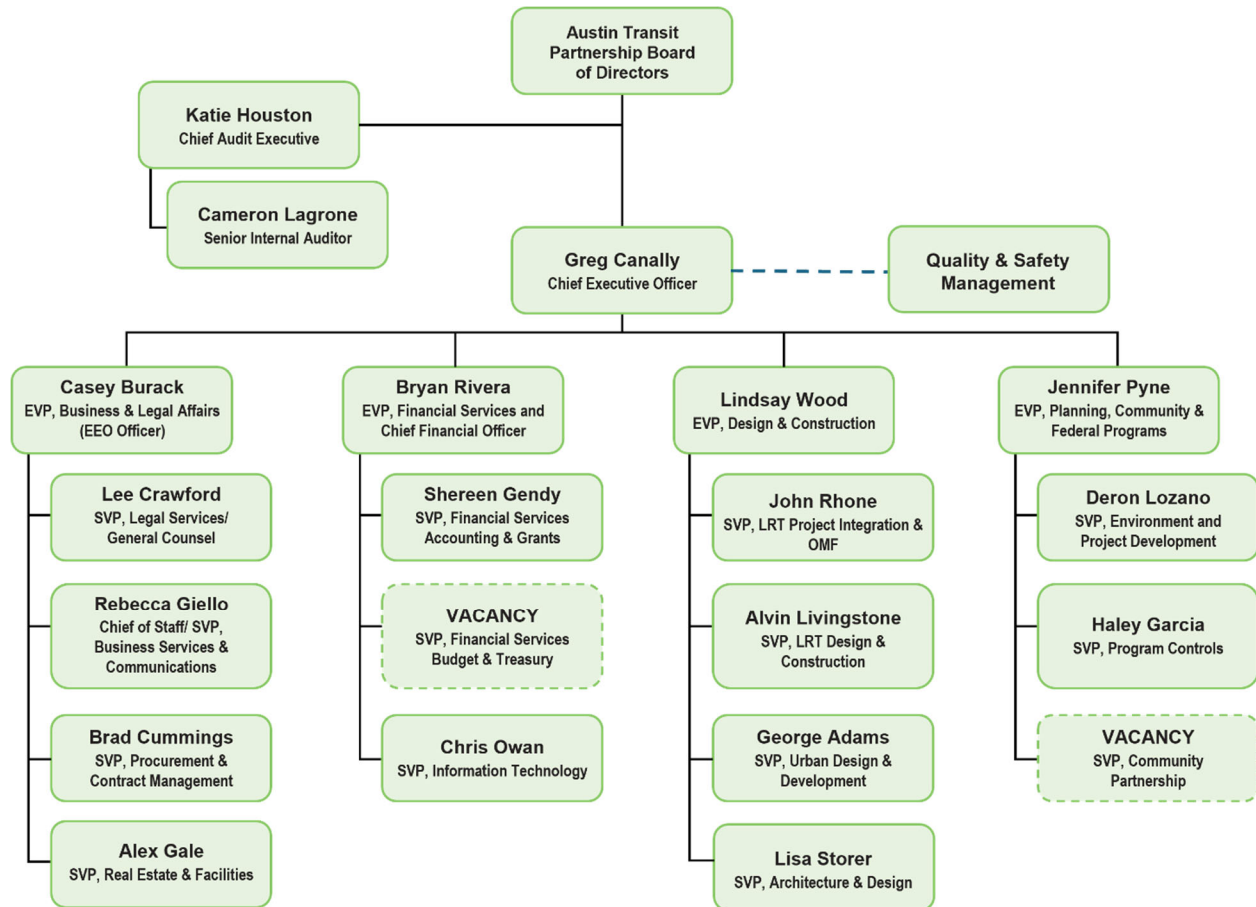 Austin Transit
Partnership Board
of Directors
Katie Houston
Chief Audit Executive
Cameron Lagrone
Senior Internal Auditor
Greg Canally
Chief Executive Officer
Quality & Safety
Management
Casey Burack
EVP, Business & Legal Affairs
(EEO Officer)
Lee Crawford
SVP, Legal Services/
General Counsel
Rebecca Giello
Chief of Staff/ SVP,
Business Services &
Communications
Brad Cummings
SVP, Procurement &
Contract Management
Alex Gale
SVP, Real Estate & Facilities
Bryan Rivera
EVP, Financial Services and
Chief Financial Officer
Shereen Gendy
SVP, Financial Services
Accounting & Grants
VACANCY
SVP, Financial Services
Budget & Treasury
Chris Owan
SVP, Information Technology
Lindsay Wood
EVP, Design & Construction
John Rhone
SVP, LRT Project Integration &
OMF
Alvin Livingstone
SVP, LRT Design &
Construction
George Adams
SVP, Urban Design &
Development
Lisa Storer
SVP, Architecture & Design
Jennifer Pyne
EVP, Planning, Community &
Federal Programs
Deron Lozano
SVP, Environment and
Project Development
Haley Garcia
SVP, Program Controls
VACANCY
SVP, Community
Partnership